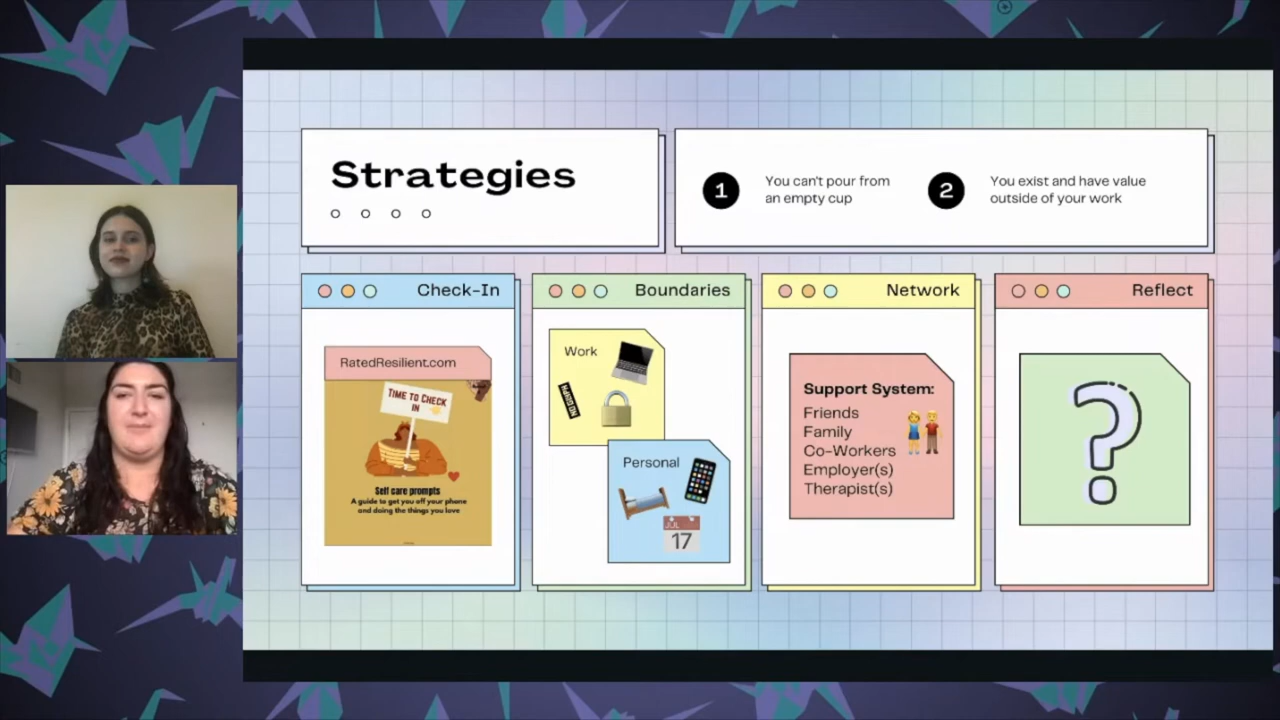 Strategies
1
You can't pour from
an empty cup
2
You exist and have value
outside of your work
Check-In
RatedResilient.com
TIME TO CHECK
IN
Self care prompts
A guide to get you off your phone
and doing the things you love
Boundaries
Work
Personal
JUL
17
Network
Support System:
Friends
Family
Co-Workers
Employer(s)
Therapist(s)
Reflect
?